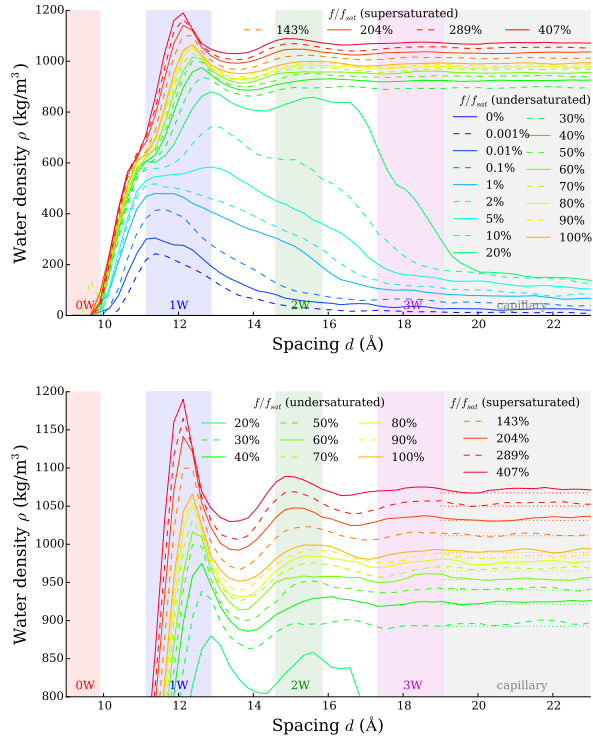 f/f_sat (supersaturated)
143% 204% 289% 407%
1200
1000
800
600
400
200
0
Water density ρ (kg/m³)
f/f_sat (undersaturated)
0% 30%
0.001% 40%
0.01% 50%
0.1% 60%
1% 70%
2% 80%
5% 90%
10% 100%
20%
0W 1W 2W 3W capillary
10 12 14 16 18 20 22
Spacing d (Å)
f/f_sat (undersaturated) f/f_sat (supersaturated)
20% 50% 80% 143%
30% 60% 90% 204%
40% 70% 100% 289%
407%
1200
1150
1100
1050
1000
950
900
850
800
Water density ρ (kg/m³)
0W 1W 2W 3W capillary
10 12 14 16 18 20 22
Spacing d (Å)